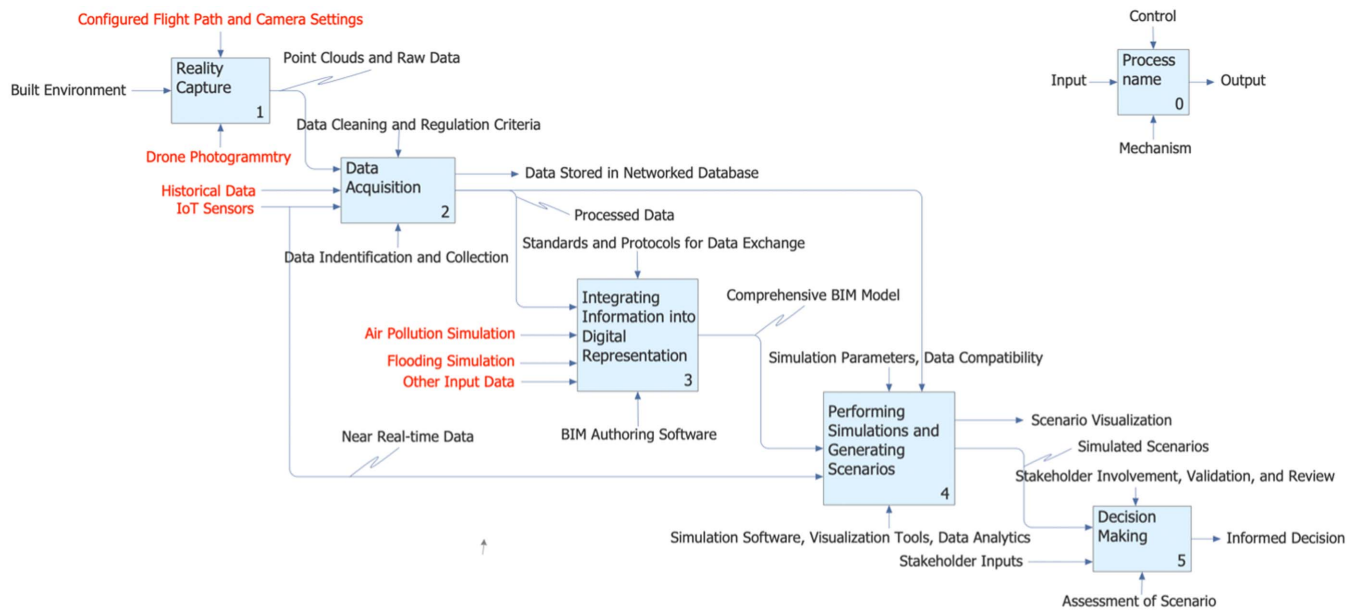 Configured Flight Path and Camera Settings
Control
Point Clouds and Raw Data
Reality
Capture
1
Built Environment
Process
name
0
Input
Output
Mechanism
Data Cleaning and Regulation Criteria
Drone Photogrammtry
Data
Acquisition
2
Data Stored in Networked Database
Historical Data
IoT Sensors
Processed Data
Data Indentification and Collection
Standards and Protocols for Data Exchange
Integrating
Information into
Digital
Representation
3
Comprehensive BIM Model
Air Pollution Simulation
Flooding Simulation
Other Input Data
Simulation Parameters, Data Compatibility
BIM Authoring Software
Near Real-time Data
Performing
Simulations and
Generating
Scenarios
4
Scenario Visualization
Simulated Scenarios
Stakeholder Involvement, Validation, and Review
Simulation Software, Visualization Tools, Data Analytics
Decision
Making
5
Stakeholder Inputs
Informed Decision
Assessment of Scenario